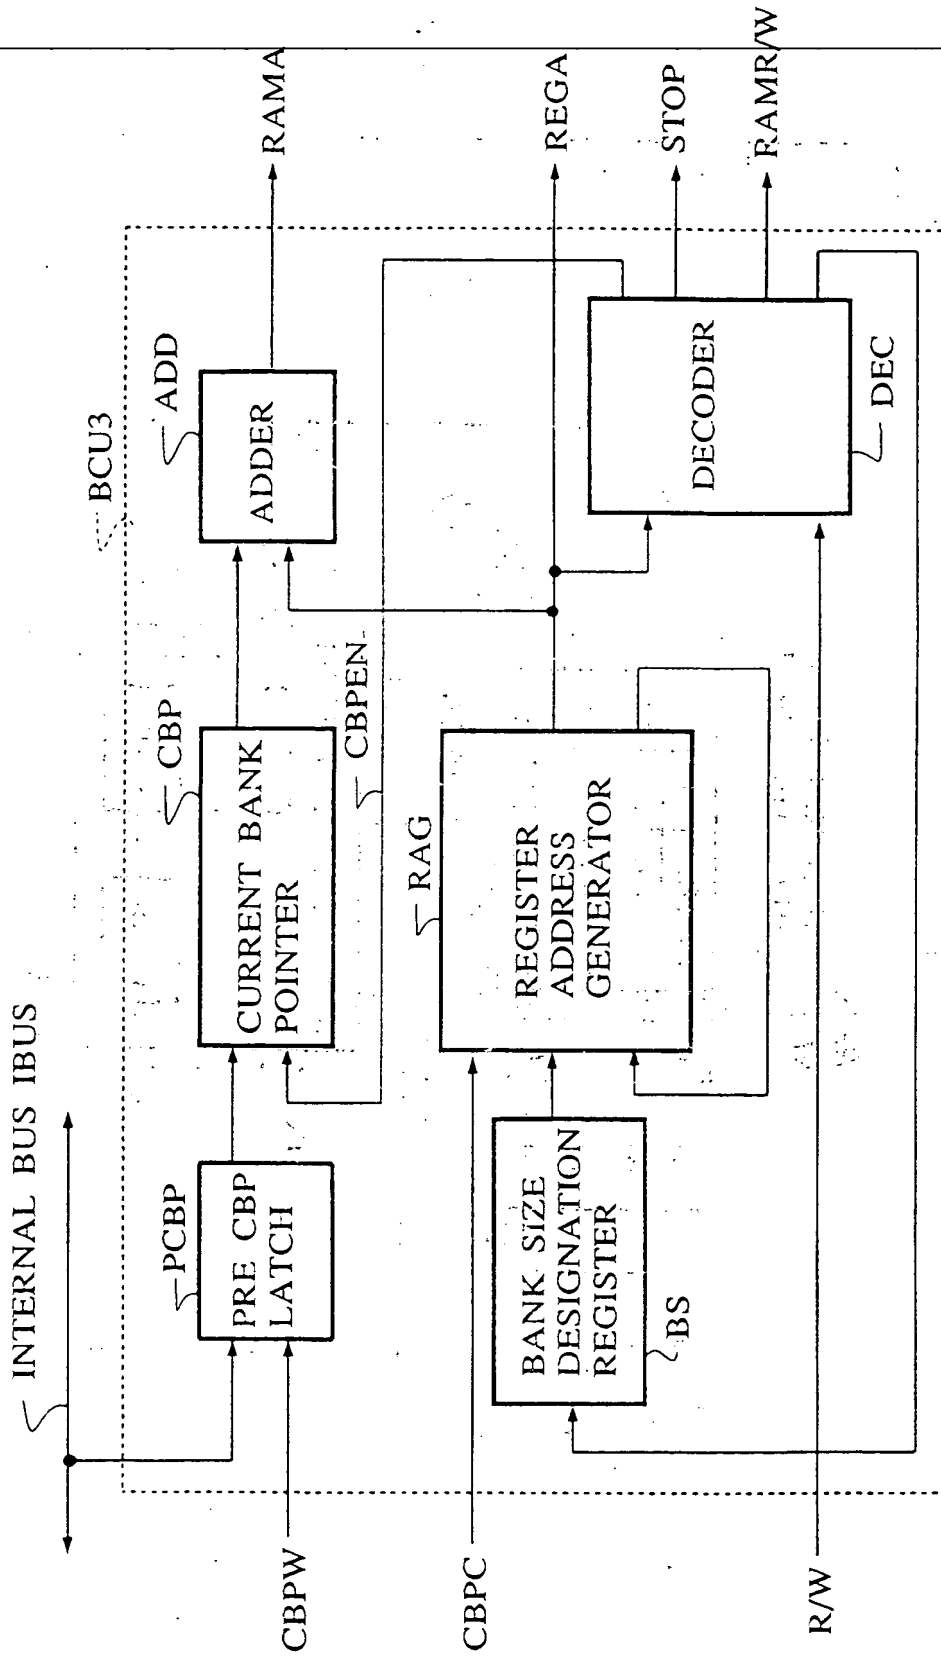 INTERNAL BUS IBUS
BCU3
PCBP
PRE CBP
LATCH
CBP
CURRENT BANK
POINTER
ADD
ADDER
RAMA
CBPW
CBPEN
CBPC
RAG
REGISTER
ADDRESS
GENERATOR
REGA
BANK SIZE
DESIGNATION
REGISTER
BS
DECODER
DEC
STOP
RAMR/W
R/W